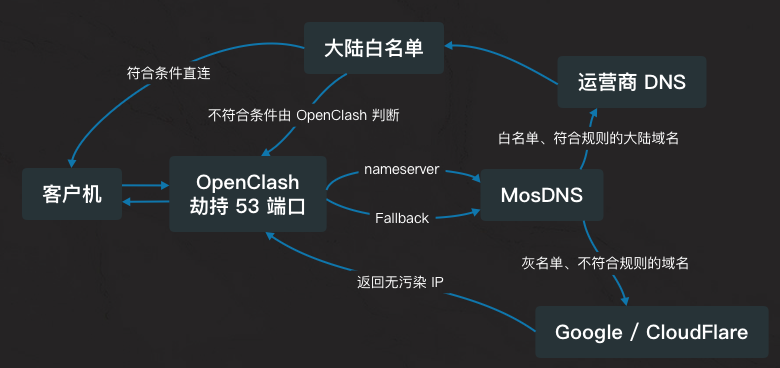 大陆白名单
符合条件直连
运营商 DNS
不符合条件由 OpenClash 判断
白名单、符合规则的大陆域名
nameserver
OpenClash
劫持 53 端口
客户机
MosDNS
Fallback
灰名单、不符合规则的域名
返回无污染 IP
Google / CloudFlare